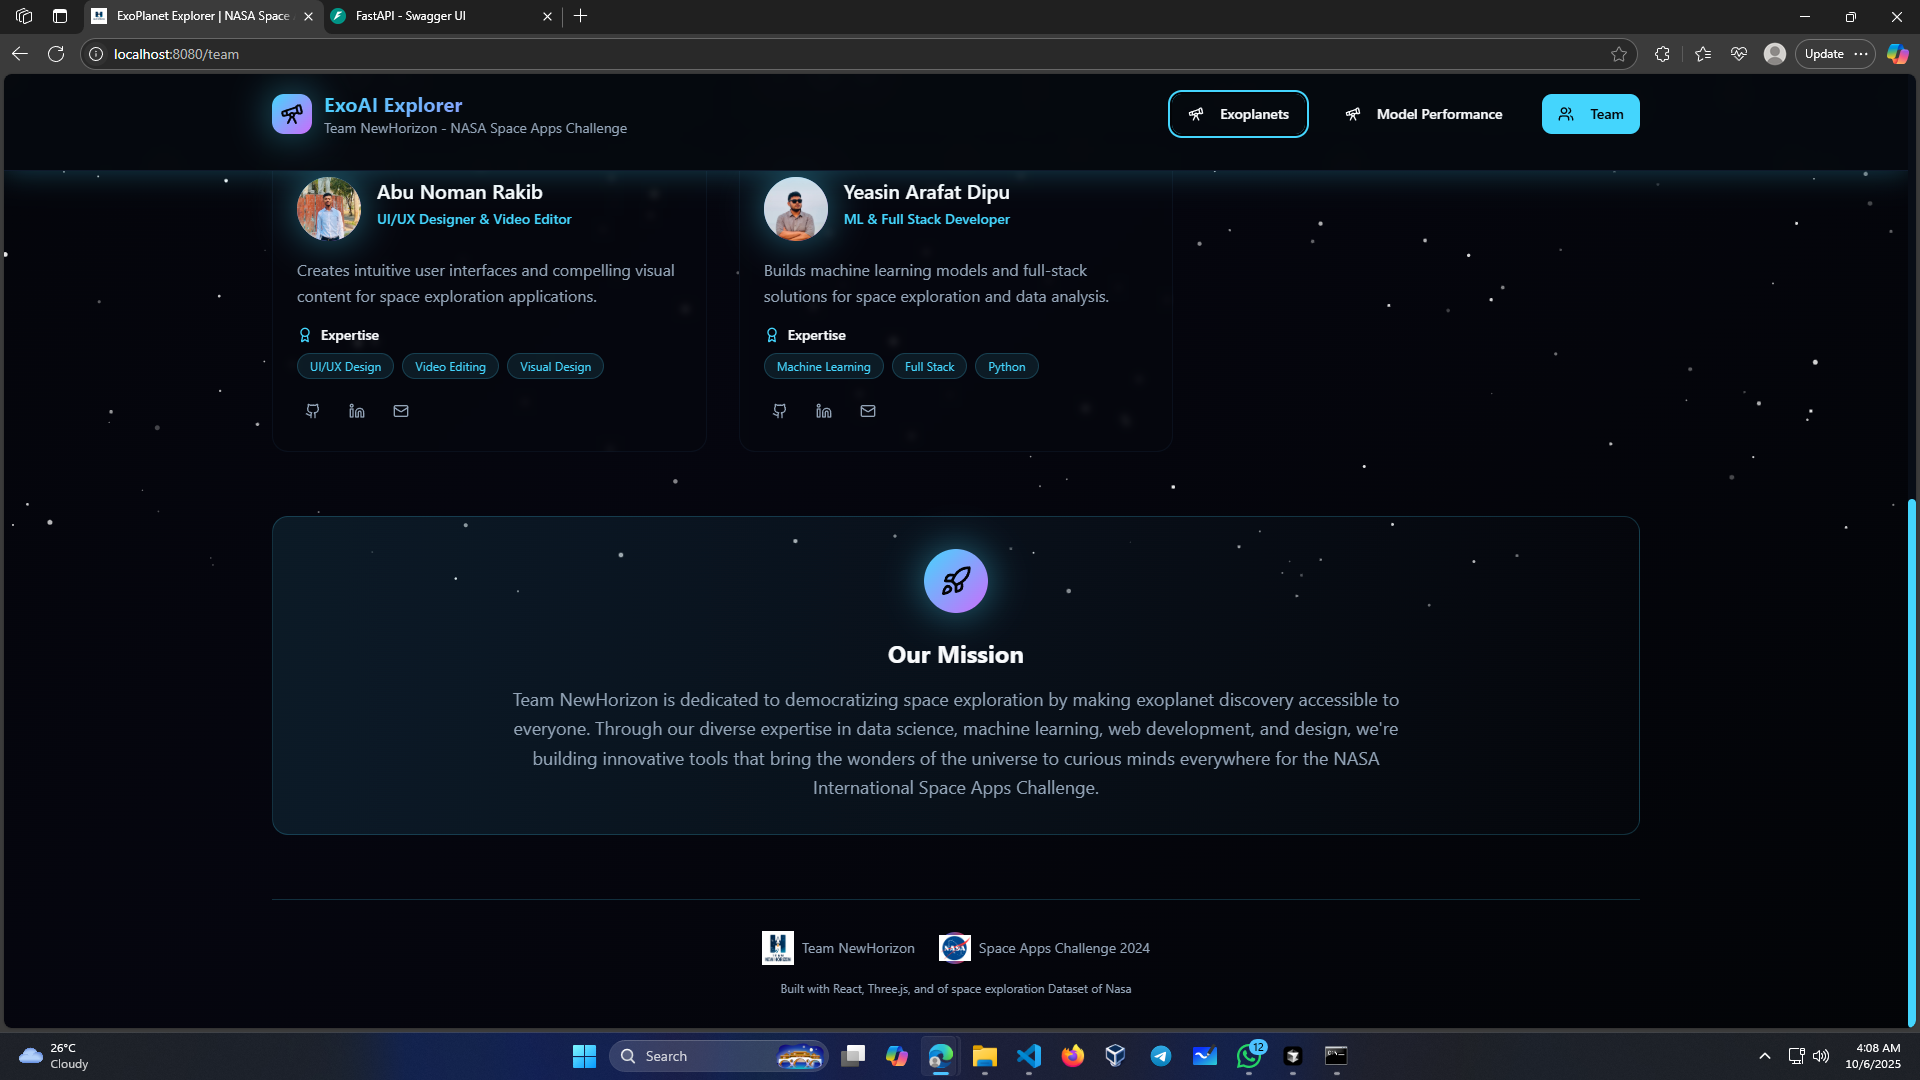 ExoPlanet Explorer | NASA Space
FastAPI - Swagger UI
localhost:8080/team
Update
ExoAI Explorer
Team NewHorizon - NASA Space Apps Challenge
Exoplanets
Model Performance
Team
Abu Noman Rakib
UI/UX Designer & Video Editor
Creates intuitive user interfaces and compelling visual
content for space exploration applications.
Expertise
UI/UX Design
Video Editing
Visual Design
Yeasin Arafat Dipu
ML & Full Stack Developer
Builds machine learning models and full-stack
solutions for space exploration and data analysis.
Expertise
Machine Learning
Full Stack
Python
Our Mission
Team NewHorizon is dedicated to democratizing space exploration by making exoplanet discovery accessible to
everyone. Through our diverse expertise in data science, machine learning, web development, and design, we're
building innovative tools that bring the wonders of the universe to curious minds everywhere for the NASA
International Space Apps Challenge.
Team NewHorizon
NASA
Space Apps Challenge 2024
Built with React, Three.js, and of space exploration Dataset of Nasa
26°C
Cloudy
Search
12
4:08 AM
10/6/2025